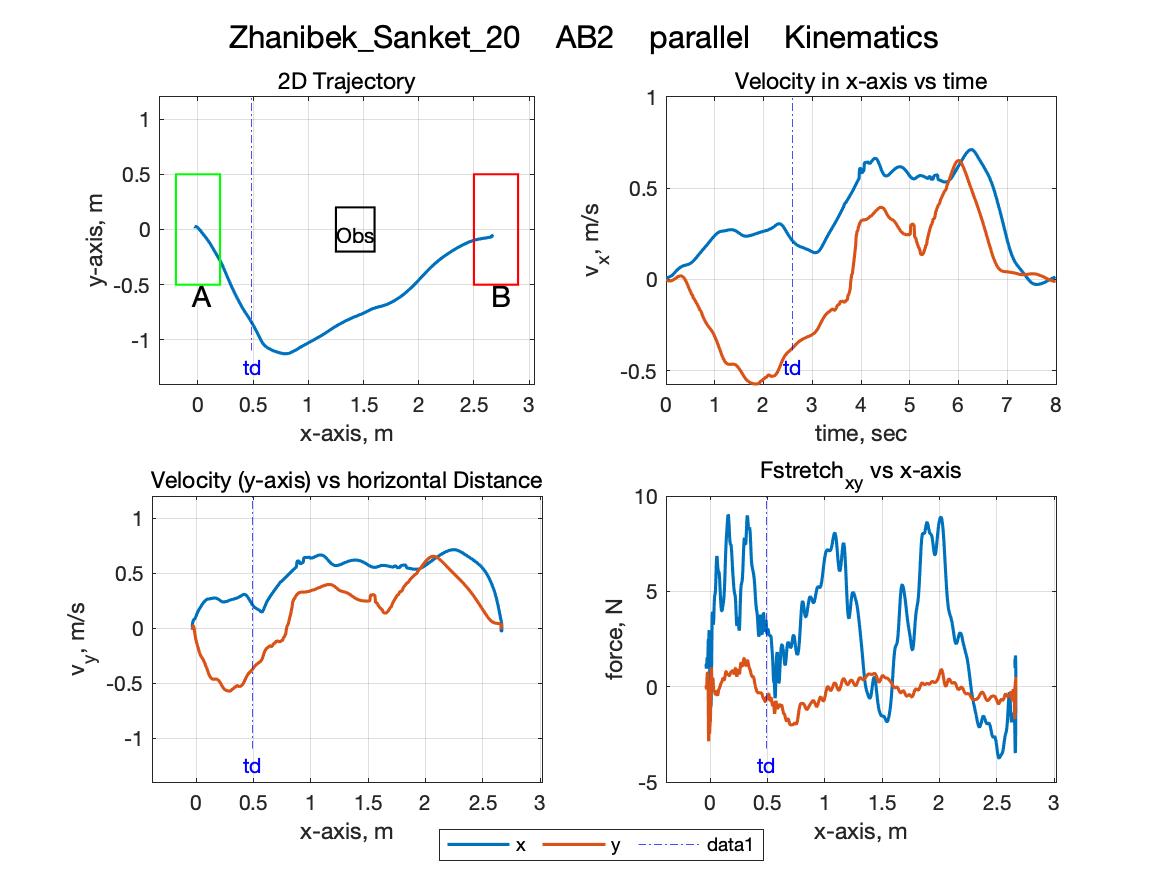 Zhanibek_Sanket_20 AB2 parallel Kinematics
2D Trajectory
1
0.5
0
-0.5
-1
y-axis, m
A
Obs
B
td
0 0.5 1 1.5 2 2.5 3
x-axis, m
Velocity in x-axis vs time
1
0.5
0
-0.5
vx, m/s
td
0 1 2 3 4 5 6 7 8
time, sec
Velocity (y-axis) vs horizontal Distance
1
0.5
0
-0.5
-1
vy, m/s
td
0 0.5 1 1.5 2 2.5 3
x-axis, m
Fstretchxy vs x-axis
10
5
0
-5
force, N
td
0 0.5 1 1.5 2 2.5 3
x-axis, m
x y data1